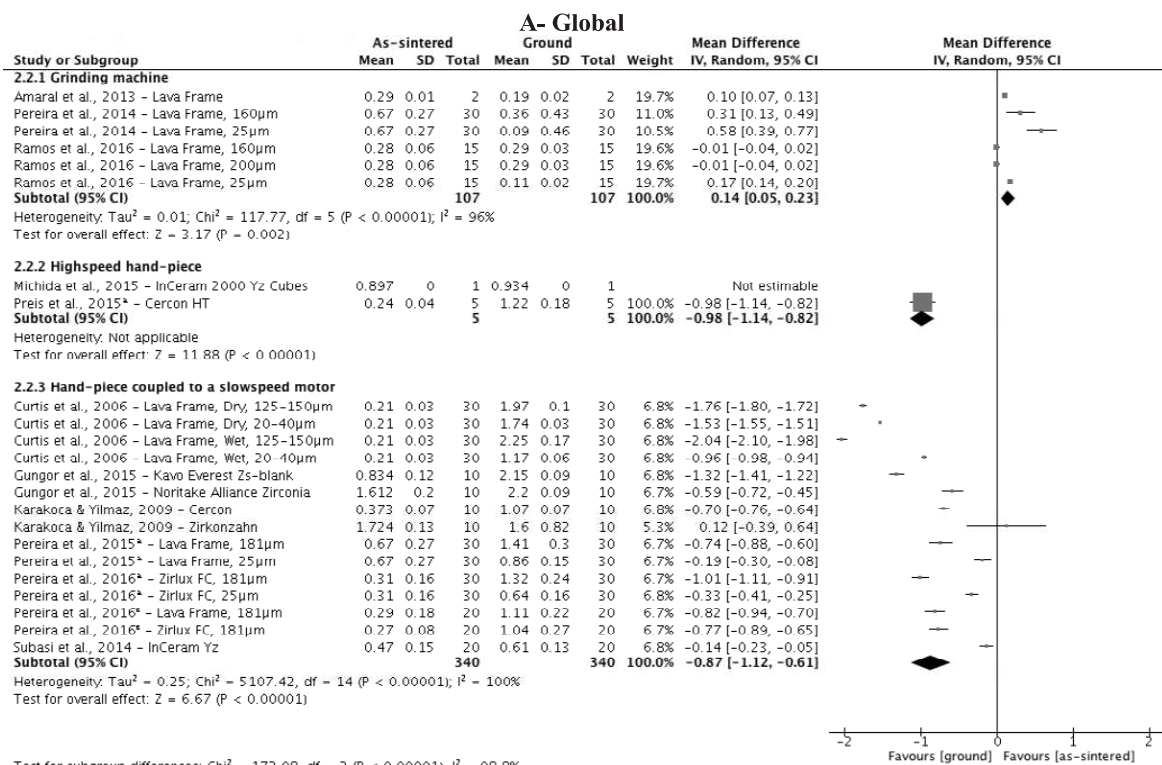 A- Global
As-sintered Ground Mean Difference Mean Difference
Study or Subgroup Mean SD Total Mean SD Total Weight IV, Random, 95% CI IV, Random, 95% CI
2.2.1 Grinding machine
Amaral et al., 2013 – Lava Frame 0.29 0.01 2 0.19 0.02 2 19.7% 0.10 [0.07, 0.13]
Pereira et al., 2014 – Lava Frame, 160µm 0.67 0.27 30 0.36 0.43 30 11.0% 0.31 [0.13, 0.49]
Pereira et al., 2014 – Lava Frame, 25µm 0.67 0.27 30 0.09 0.46 30 10.5% 0.58 [0.39, 0.77]
Ramos et al., 2016 – Lava Frame, 160µm 0.28 0.06 15 0.29 0.03 15 19.6% -0.01 [-0.04, 0.02]
Ramos et al., 2016 – Lava Frame, 200µm 0.28 0.06 15 0.29 0.03 15 19.6% -0.01 [-0.04, 0.02]
Ramos et al., 2016 – Lava Frame, 25µm 0.28 0.06 15 0.11 0.02 15 19.7% 0.17 [0.14, 0.20]
Subtotal (95% CI) 107 107 100.0% 0.14 [0.05, 0.23]
Heterogeneity: Tau² = 0.01; Chi² = 117.77, df = 5 (P < 0.00001); I² = 96%
Test for overall effect: Z = 3.17 (P = 0.002)
2.2.2 Highspeed hand-piece
Michida et al., 2015 – InCeram 2000 Yz Cubes 0.897 0 1 0.934 0 1 Not estimable
Preis et al., 2015ª – Cercon HT 0.24 0.04 5 1.22 0.18 5 100.0% -0.98 [-1.14, -0.82]
Subtotal (95% CI) 5 5 100.0% -0.98 [-1.14, -0.82]
Heterogeneity: Not applicable
Test for overall effect: Z = 11.88 (P < 0.00001)
2.2.3 Hand-piece coupled to a slowspeed motor
Curtis et al., 2006 – Lava Frame, Dry, 125–150µm 0.21 0.03 30 1.97 0.1 30 6.8% -1.76 [-1.80, -1.72]
Curtis et al., 2006 – Lava Frame, Dry, 20–40µm 0.21 0.03 30 1.74 0.03 30 6.8% -1.53 [-1.55, -1.51]
Curtis et al., 2006 – Lava Frame, Wet, 125–150µm 0.21 0.03 30 2.25 0.17 30 6.8% -2.04 [-2.10, -1.98]
Curtis et al., 2006 – Lava Frame, Wet, 20–40µm 0.21 0.03 30 1.17 0.06 30 6.8% -0.96 [-0.98, -0.94]
Gungor et al., 2015 – Kavo Everest Zs-blank 0.834 0.12 10 2.15 0.09 10 6.7% -1.32 [-1.41, -1.22]
Gungor et al., 2015 – Noritake Alliance Zirconia 1.612 0.2 10 2.2 0.09 10 6.7% -0.59 [-0.72, -0.45]
Karakoca & Yilmaz, 2009 – Cercon 0.373 0.07 10 1.07 0.07 10 6.8% -0.70 [-0.76, -0.64]
Karakoca & Yilmaz, 2009 – Zirkonzahn 1.724 0.13 10 1.6 0.82 10 5.3% 0.12 [-0.39, 0.64]
Pereira et al., 2015ª – Lava Frame, 181µm 0.67 0.27 30 1.41 0.3 30 6.7% -0.74 [-0.88, -0.60]
Pereira et al., 2015ª – Lava Frame, 25µm 0.67 0.27 30 0.86 0.15 30 6.7% -0.19 [-0.30, -0.08]
Pereira et al., 2016ª – Zirlux FC, 181µm 0.31 0.16 30 1.32 0.24 30 6.7% -1.01 [-1.11, -0.91]
Pereira et al., 2016ª – Zirlux FC, 25µm 0.31 0.16 30 0.64 0.16 30 6.7% -0.33 [-0.41, -0.25]
Pereira et al., 2016 – Lava Frame, 181µm 0.29 0.18 20 1.11 0.22 20 6.7% -0.82 [-0.94, -0.70]
Pereira et al., 2016 – Zirlux FC, 181µm 0.27 0.08 20 1.04 0.27 20 6.7% -0.77 [-0.89, -0.65]
Subasi et al., 2014 – InCeram Yz 0.47 0.15 20 0.61 0.13 20 6.8% -0.14 [-0.23, -0.05]
Subtotal (95% CI) 340 340 100.0% -0.87 [-1.12, -0.61]
Heterogeneity: Tau² = 0.25; Chi² = 5107.42, df = 14 (P < 0.00001); I² = 100%
Test for overall effect: Z = 6.67 (P < 0.00001)
-2 -1 0 1 2
Favours [ground] Favours [as-sintered]